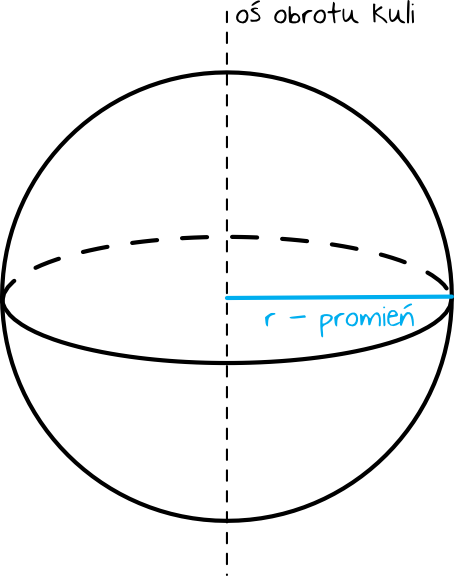 oś obrotu kuli
r – promień